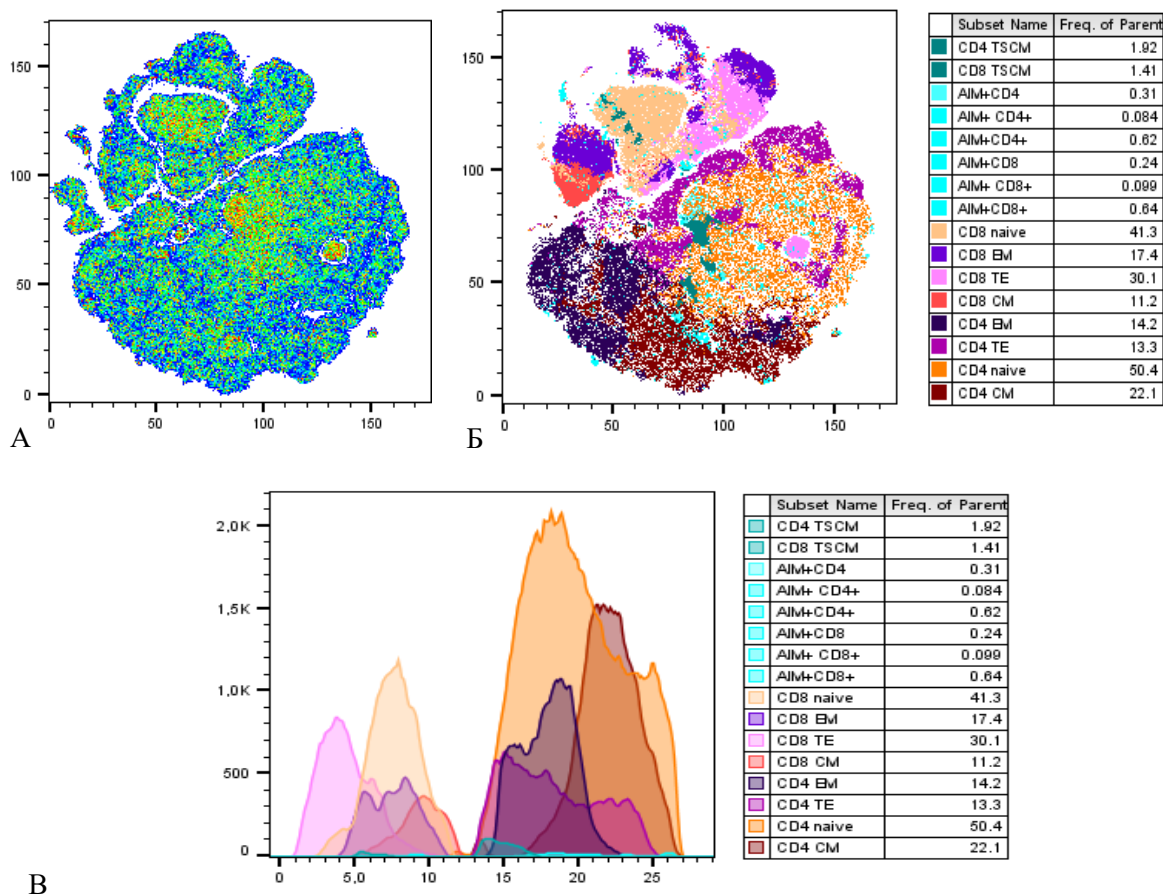 150
100
50
0
0
50
100
150
А
150
100
50
0
0
50
100
150
Б
Subset Name Freq. of Parent
CD4 TSCM 1.92
CD8 TSCM 1.41
AIM+CD4 0.31
AIM+ CD4+ 0.084
AIM+CD4+ 0.62
AIM+CD8 0.24
AIM+ CD8+ 0.099
AIM+CD8+ 0.64
CD8 naive 41.3
CD8 EM 17.4
CD8 TE 30.1
CD8 CM 11.2
CD4 EM 14.2
CD4 TE 13.3
CD4 naive 50.4
CD4 CM 22.1
2,0K
1,5K
1,0K
500
0
0
5,0
10
15
20
25
В
Subset Name Freq. of Parent
CD4 TSCM 1.92
CD8 TSCM 1.41
AIM+CD4 0.31
AIM+ CD4+ 0.084
AIM+CD4+ 0.62
AIM+CD8 0.24
AIM+ CD8+ 0.099
AIM+CD8+ 0.64
CD8 naive 41.3
CD8 EM 17.4
CD8 TE 30.1
CD8 CM 11.2
CD4 EM 14.2
CD4 TE 13.3
CD4 naive 50.4
CD4 CM 22.1